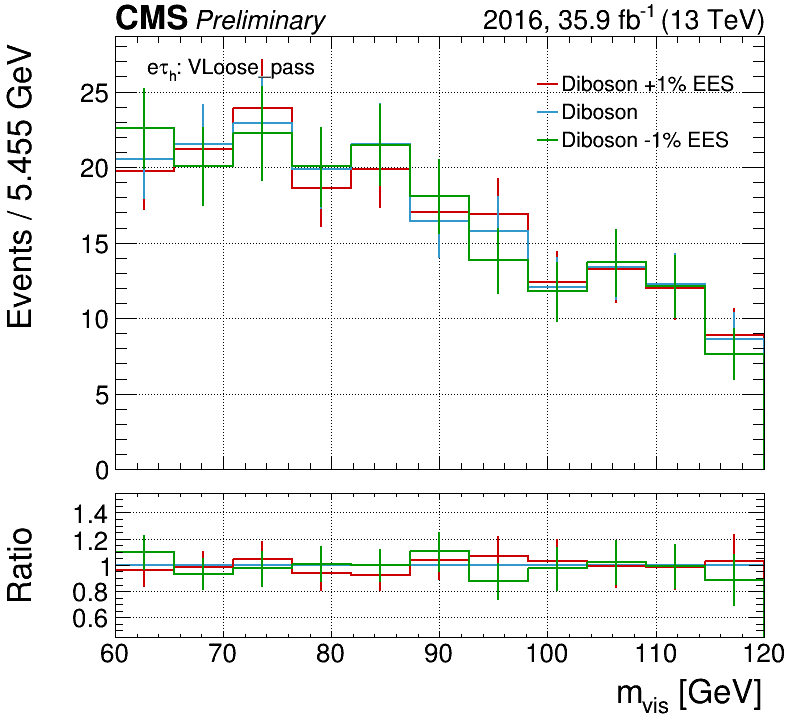 CMS Preliminary 2016, 35.9 fb⁻¹ (13 TeV)
eτₕ: VLoose_pass
Diboson +1% EES
Diboson
Diboson -1% EES
Events / 5.455 GeV
25
20
15
10
5
0
Ratio
1.4
1.2
1
0.8
0.6
60 70 80 90 100 110 120
m_vis [GeV]